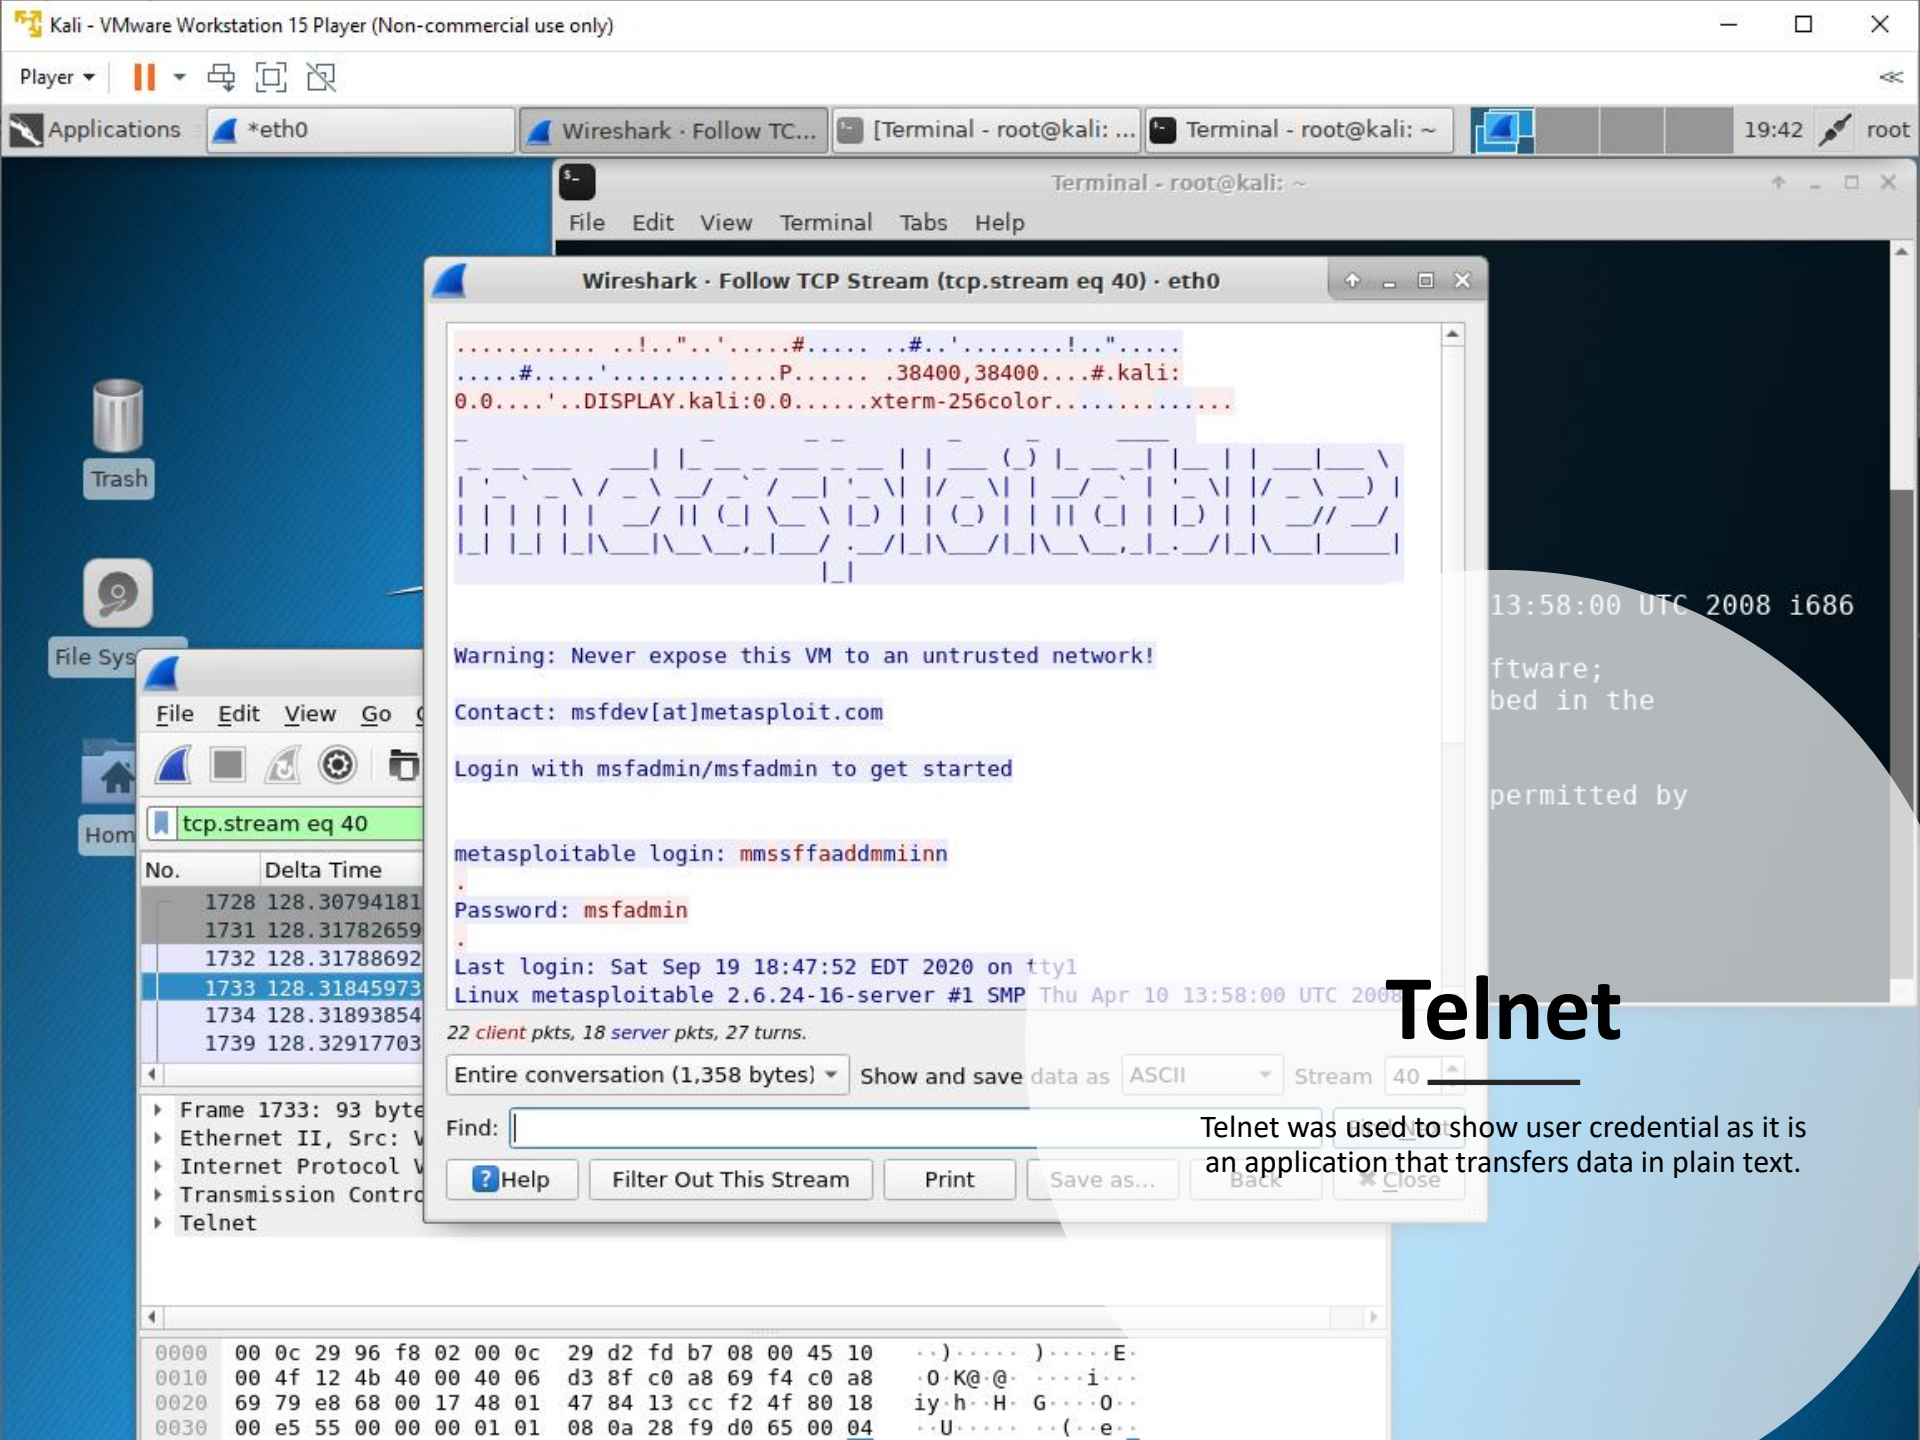 Kali - VMware Workstation 15 Player (Non-commercial use only)
Player
Applications
*eth0
Wireshark · Follow TC...
[Terminal - root@kali: ...
Terminal - root@kali: ~
19:42
root
Terminal - root@kali: ~
File Edit View Terminal Tabs Help
Wireshark · Follow TCP Stream (tcp.stream eq 40) · eth0
........... ..!.."..'.....#..... ..#..'........!..".....
.....#.....'.............P...... .38400,38400....#.kali:
0.0....'..DISPLAY.kali:0.0......xterm-256color..............
metasploitable2
Warning: Never expose this VM to an untrusted network!
Contact: msfdev[at]metasploit.com
Login with msfadmin/msfadmin to get started
metasploitable login: mmssffaaddmmiinn
.
Password: msfadmin
.
Last login: Sat Sep 19 18:47:52 EDT 2020 on tty1
Linux metasploitable 2.6.24-16-server #1 SMP Thu Apr 10 13:58:00 UTC 2008
22 client pkts, 18 server pkts, 27 turns.
Entire conversation (1,358 bytes)
Show and save data as
ASCII
Stream
40
Find:
Find Next
Help
Filter Out This Stream
Print
Save as...
Back
Close
13:58:00 UTC 2008 i686
ftware;
bed in the
permitted by
Trash
File Sys
Hom
File Edit View Go
tcp.stream eq 40
No. Delta Time
1728 128.30794181
1731 128.31782659
1732 128.31788692
1733 128.31845973
1734 128.31893854
1739 128.32917703
Frame 1733: 93 byte
Ethernet II, Src: V
Internet Protocol V
Transmission Contro
Telnet
0000 00 0c 29 96 f8 02 00 0c 29 d2 fd b7 08 00 45 10 ··)····· )·····E·
0010 00 4f 12 4b 40 00 40 06 d3 8f c0 a8 69 f4 c0 a8 ·O·K@·@· ····i···
0020 69 79 e8 68 00 17 48 01 47 84 13 cc f2 4f 80 18 iy·h··H· G····O··
0030 00 e5 55 00 00 00 01 01 08 0a 28 f9 d0 65 00 04 ··U····· ··(··e··
Telnet
Telnet was used to show user credential as it is
an application that transfers data in plain text.